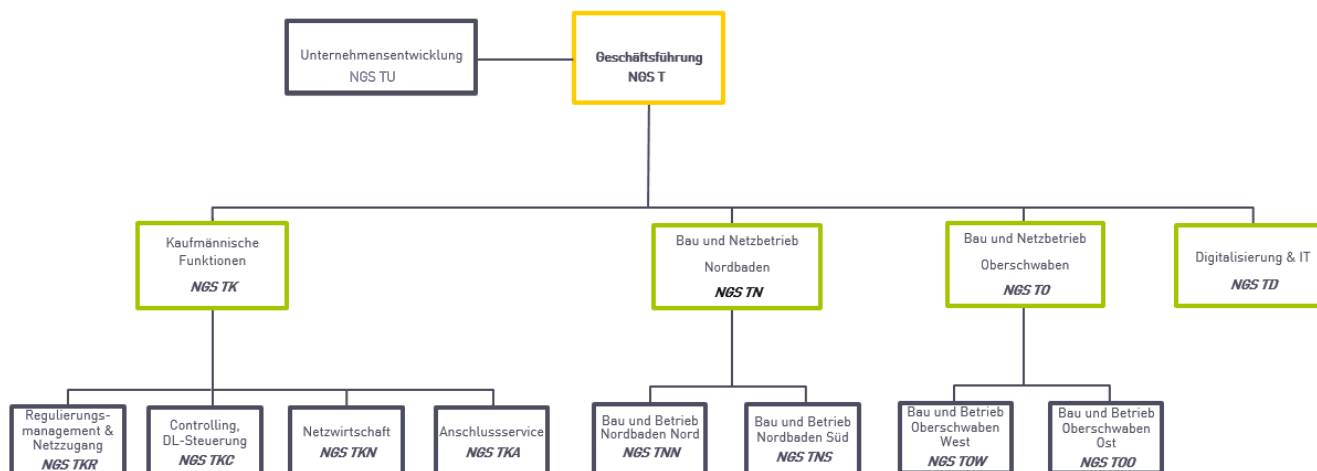 Unternehmensentwicklung
NGS TU
Geschäftsführung
NGS T
Kaufmännische
Funktionen
NGS TK
Bau und Netzbetrieb
Nordbaden
NGS TN
Bau und Netzbetrieb
Oberschwaben
NGS TO
Digitalisierung & IT
NGS TD
Regulierungs-
management &
Netzzugang
NGS TKR
Controlling,
DL-Steuerung
NGS TKC
Netzwirtschaft
NGS TKN
Anschlussservice
NGS TKA
Bau und Betrieb
Nordbaden Nord
NGS TNN
Bau und Betrieb
Nordbaden Süd
NGS TNS
Bau und Betrieb
Oberschwaben
West
NGS TOW
Bau und Betrieb
Oberschwaben
Ost
NGS TOO